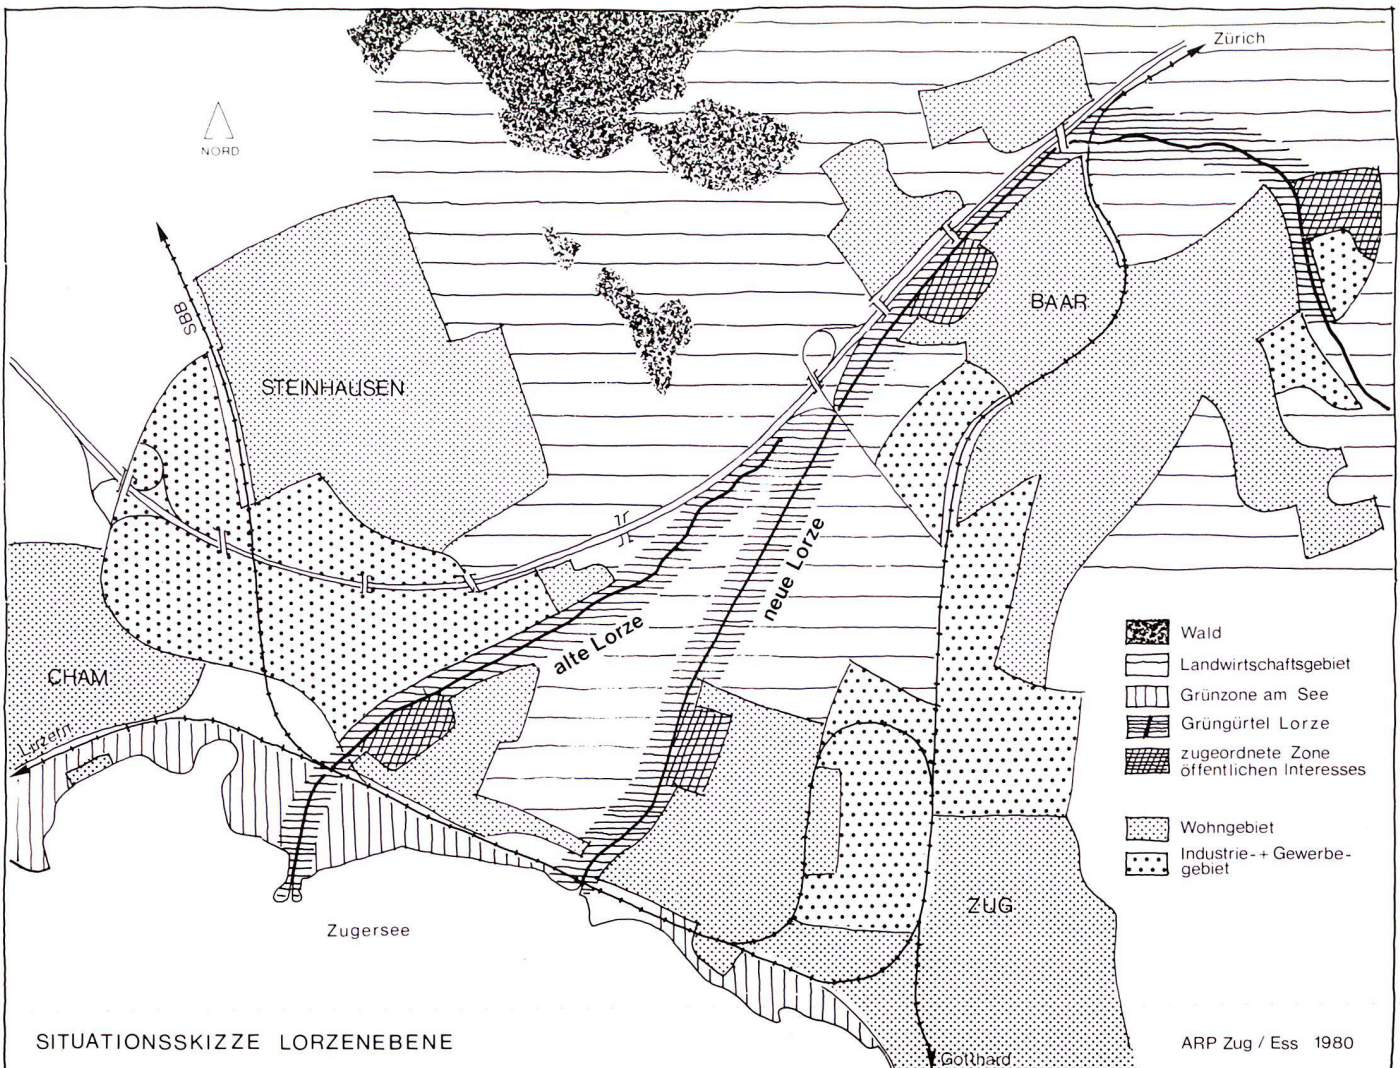 Zürich
NORD
SBB
BAAR
STEINHAUSEN
neue Lorze
alte Lorze
CHAM
Luzern
Wald
Landwirtschaftsgebiet
Grünzone am See
Grüngürtel Lorze
zugeordnete Zone
öffentlichen Interesses
Wohngebiet
Industrie-+ Gewerbe-
gebiet
ZUG
Zugersee
SITUATIONSSKIZZE LORZENEBENE
ARP Zug / Ess 1980
Gotthard